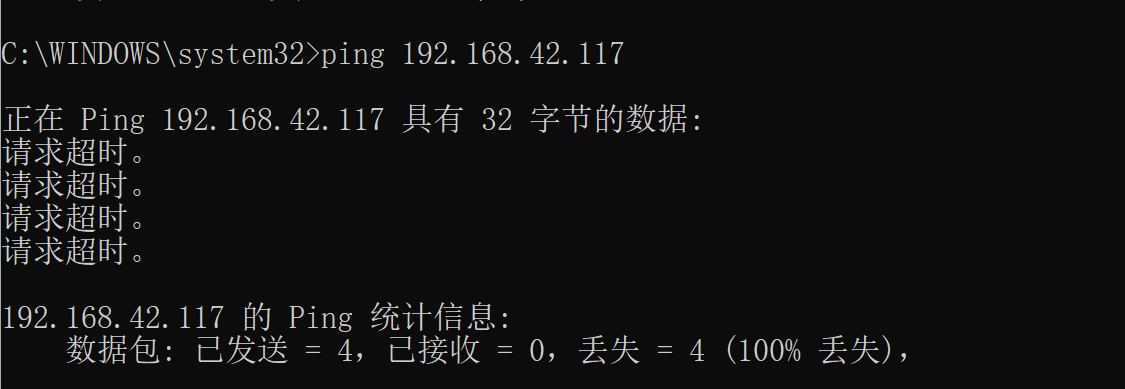 C:\WINDOWS\system32>ping 192.168.42.117
正在 Ping 192.168.42.117 具有 32 字节的数据:
请求超时。
请求超时。
请求超时。
请求超时。
192.168.42.117 的 Ping 统计信息:
数据包: 已发送 = 4，已接收 = 0，丢失 = 4 (100% 丢失)，